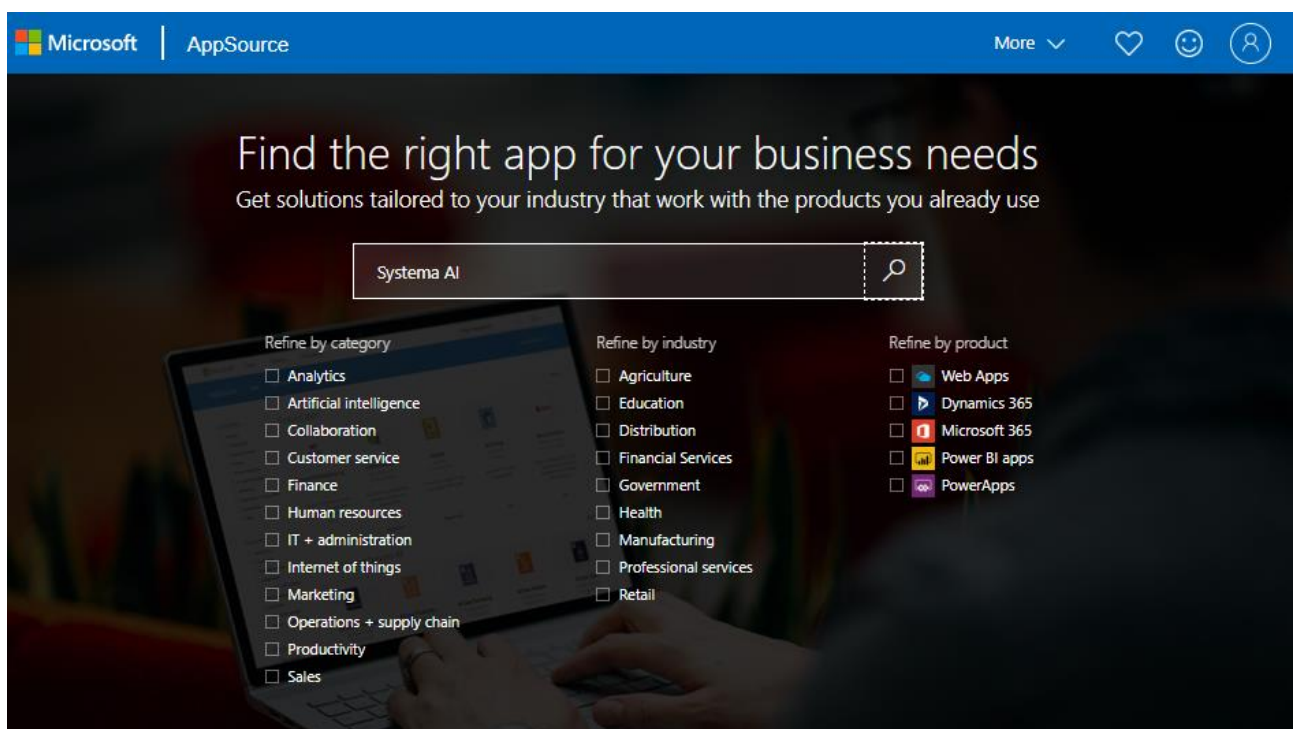 Microsoft AppSource More
Find the right app for your business needs
Get solutions tailored to your industry that work with the products you already use
Systema AI
Refine by category
Analytics
Artificial intelligence
Collaboration
Customer service
Finance
Human resources
IT + administration
Internet of things
Marketing
Operations + supply chain
Productivity
Sales
Refine by industry
Agriculture
Education
Distribution
Financial Services
Government
Health
Manufacturing
Professional services
Retail
Refine by product
Web Apps
Dynamics 365
Microsoft 365
Power BI apps
PowerApps